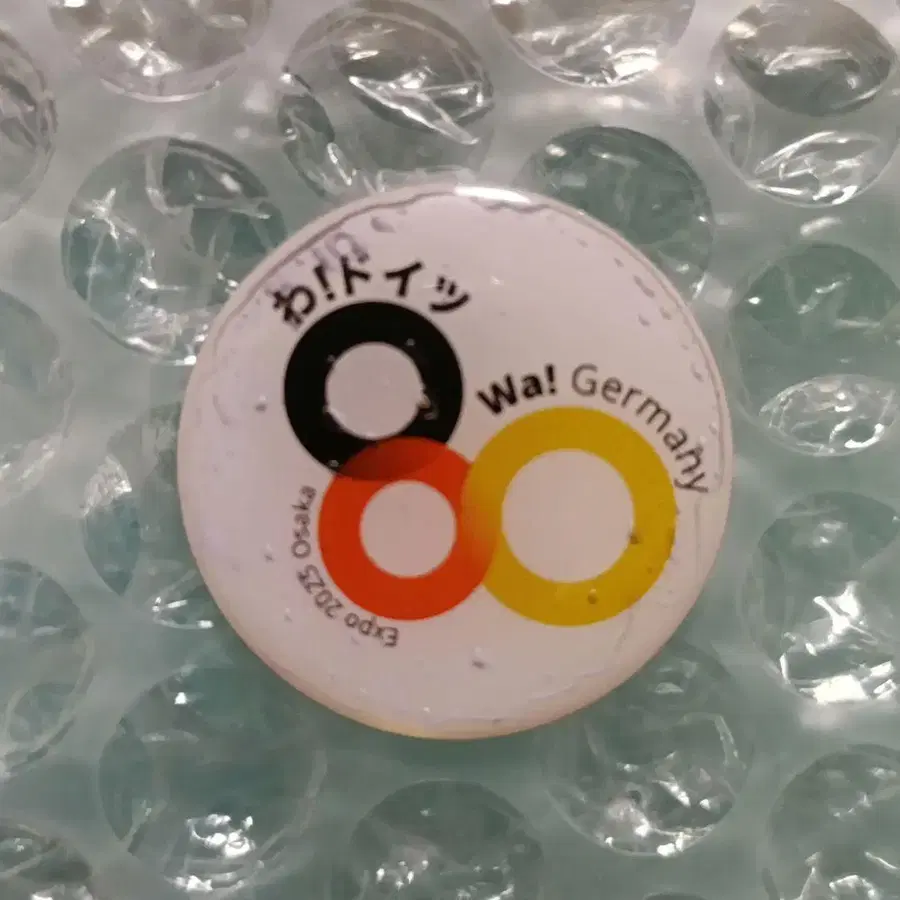 わ!ドイツ
Wa! Germany
Expo 2025 Osaka